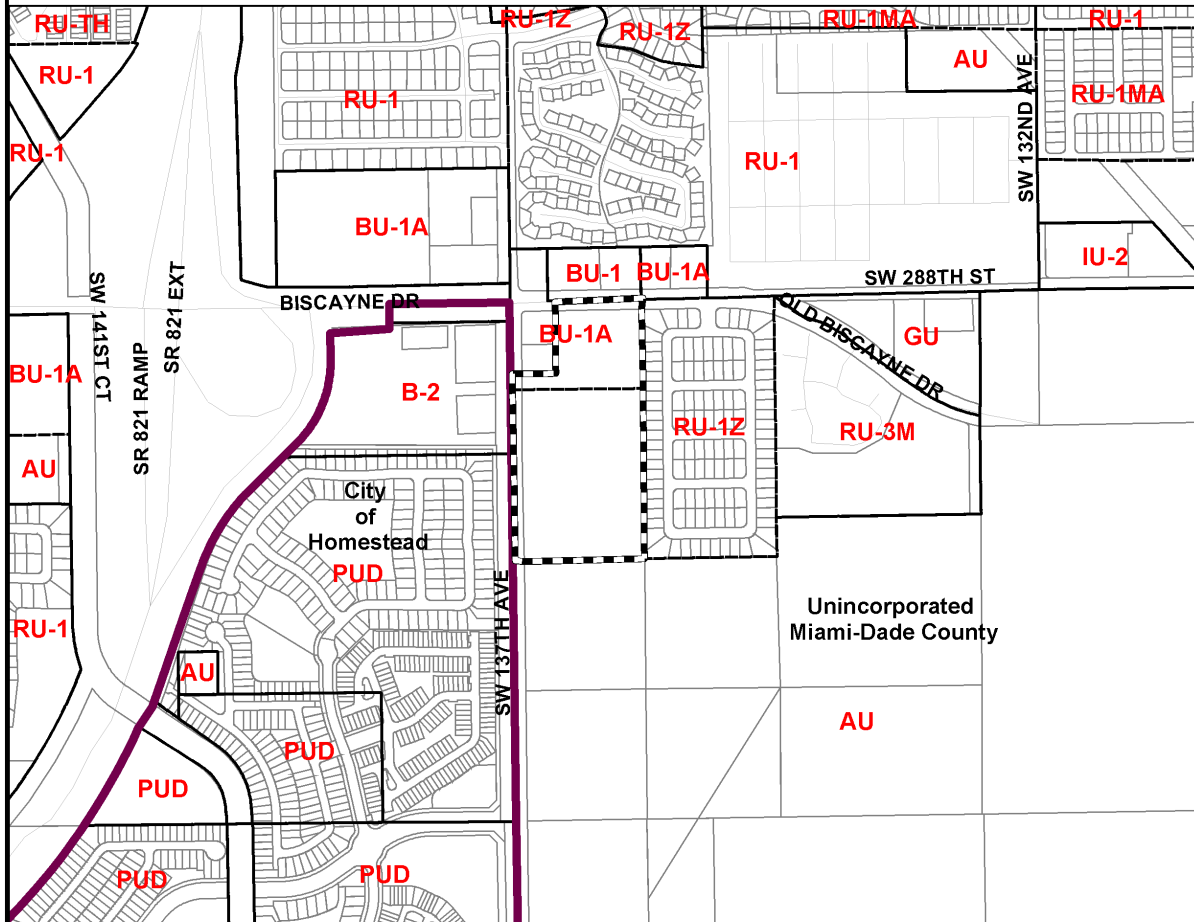 RU-TH
RU-1Z
RU-1Z
RU-1MA
RU-1
RU-1
AU
RU-1
RU-1MA
SW 132ND AVE
RU-1
RU-1
BU-1A
IU-2
BU-1
BU-1A
SW 288TH ST
SW 141ST CT
SR 821 EXT
BISCAYNE DR
OLD BISCAYNE DR
BU-1A
GU
BU-1A
SR 821 RAMP
B-2
RU-1Z
RU-3M
AU
City
of
Homestead
PUD
SW 137TH AVE
Unincorporated
Miami-Dade County
RU-1
AU
AU
PUD
PUD
PUD
PUD